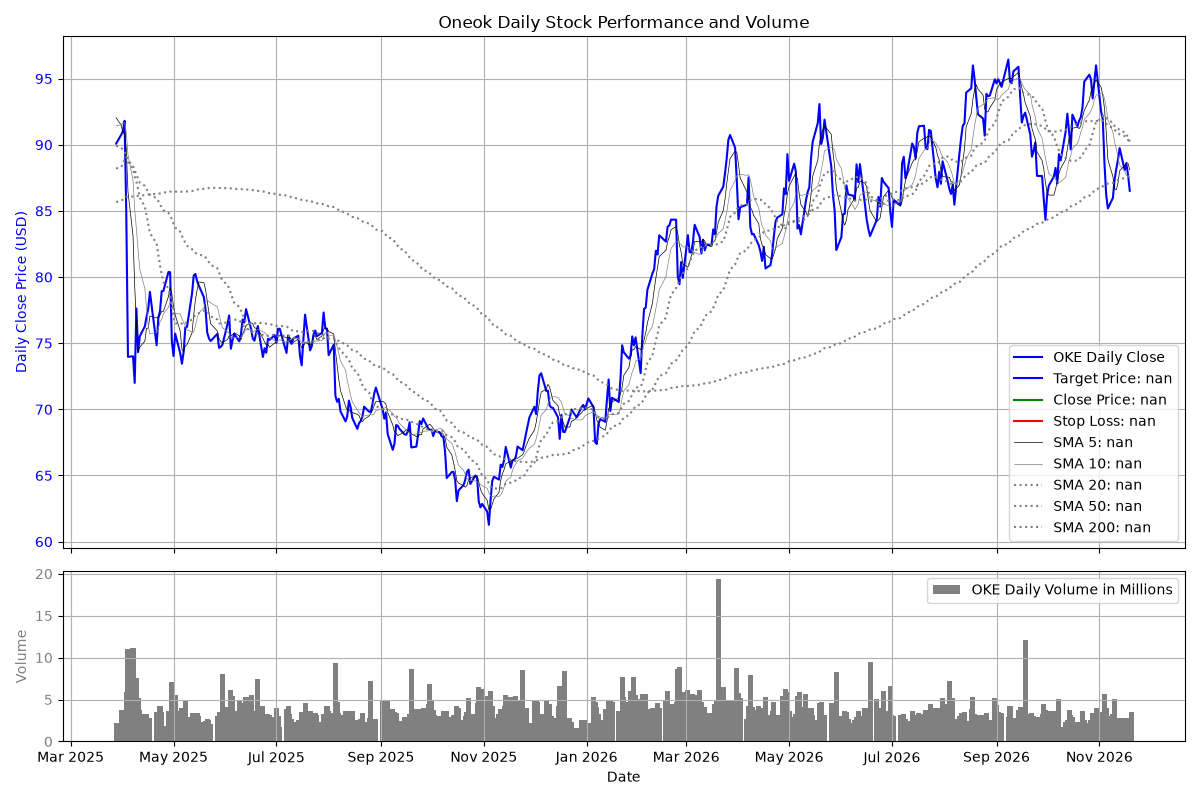 Oneok Daily Stock Performance and Volume
Daily Close Price (USD)
95
90
85
80
75
70
65
60
OKE Daily Close
Target Price: nan
Close Price: nan
Stop Loss: nan
SMA 5: nan
SMA 10: nan
SMA 20: nan
SMA 50: nan
SMA 200: nan
Volume
20
15
10
5
0
OKE Daily Volume in Millions
Mar 2025 May 2025 Jul 2025 Sep 2025 Nov 2025 Jan 2026 Mar 2026 May 2026 Jul 2026 Sep 2026 Nov 2026
Date